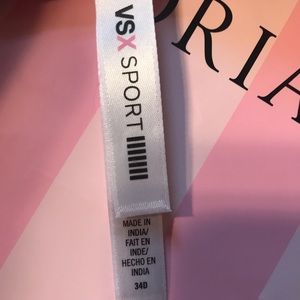 VSX SPORT
ORIA
MADE IN
INDIA/
FAIT EN
INDE/
HECHO EN
INDIA
34D